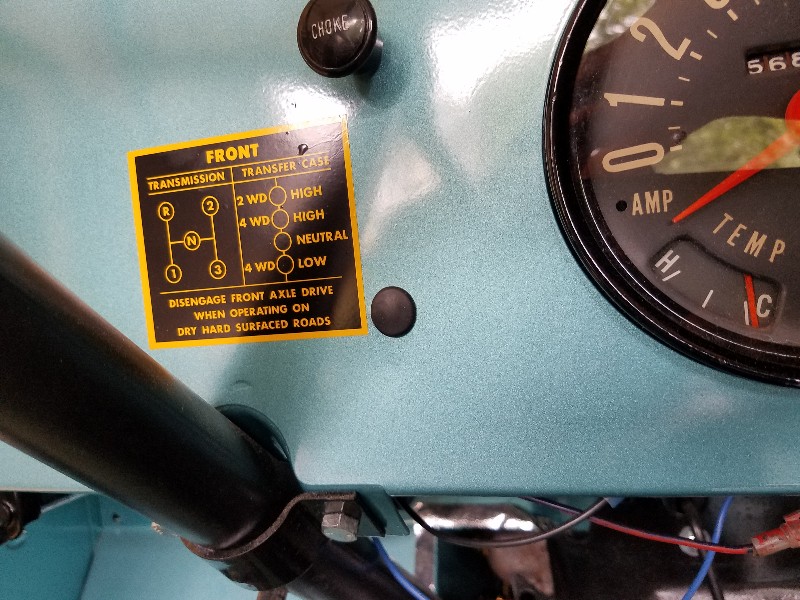 CHOKE
FRONT
TRANSMISSION TRANSFER CASE
R 2 2 WD HIGH
N 4 WD HIGH
NEUTRAL
1 3 4 WD LOW
DISENGAGE FRONT AXLE DRIVE
WHEN OPERATING ON
DRY HARD SURFACED ROADS
2
1
0
568
AMP
TEMP
H C